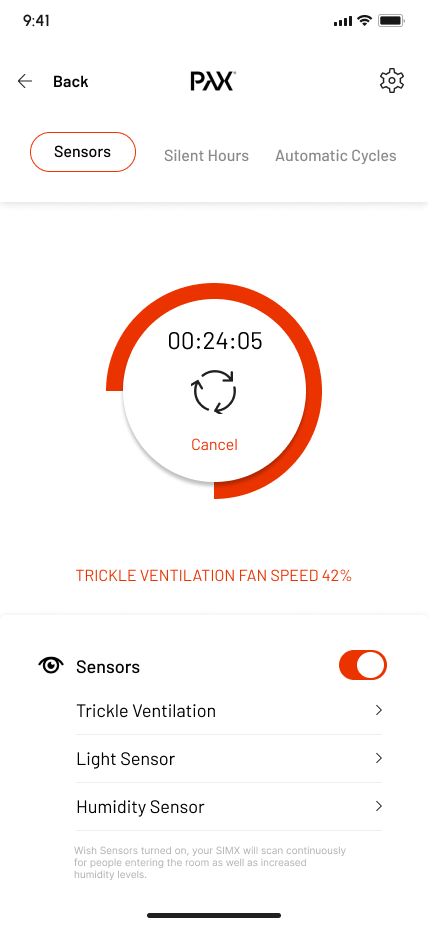 9:41
Back
PAX
Sensors
Silent Hours
Automatic Cycles
00:24:05
Cancel
TRICKLE VENTILATION FAN SPEED 42%
Sensors
Trickle Ventilation
Light Sensor
Humidity Sensor
Wish Sensors turned on, your SIMX will scan continuously
for people entering the room as well as increased
humidity levels.